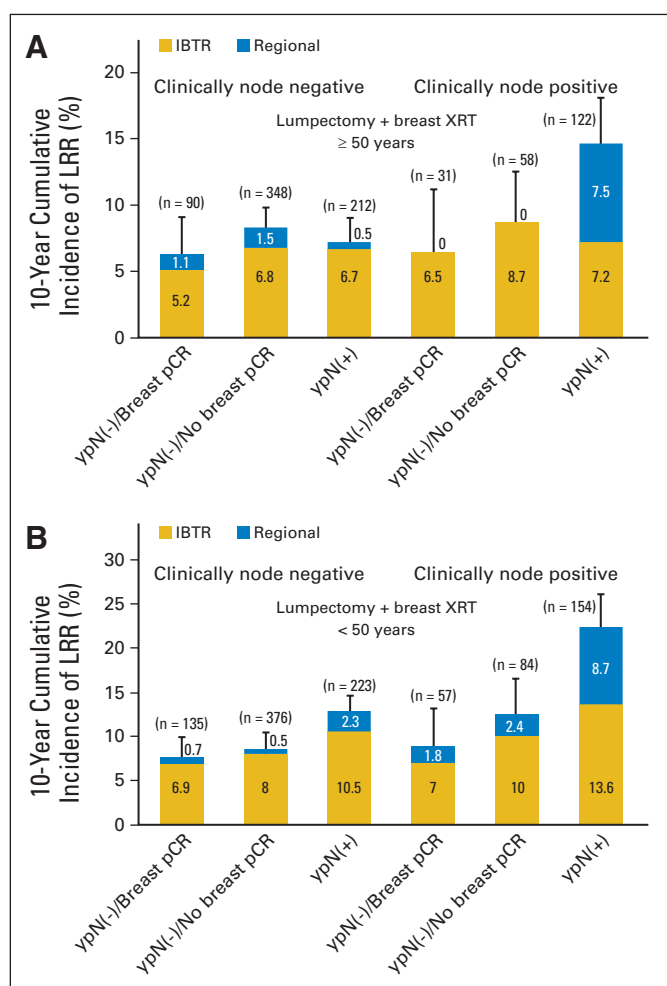 A
IBTR Regional
10-Year Cumulative
Incidence of LRR (%)
20
15
10
5
0
Clinically node negative
Clinically node positive
Lumpectomy + breast XRT
≥ 50 years
(n = 90)
(n = 348)
(n = 212)
(n = 31)
(n = 58)
(n = 122)
1.1
1.5
0.5
0
0
7.5
5.2
6.8
6.7
6.5
8.7
7.2
ypN(-)/Breast pCR
ypN(-)/No breast pCR
ypN(+)
ypN(-)/Breast pCR
ypN(-)/No breast pCR
ypN(+)
B
IBTR Regional
10-Year Cumulative
Incidence of LRR (%)
30
25
20
15
10
5
0
Clinically node negative
Clinically node positive
Lumpectomy + breast XRT
< 50 years
(n = 135)
(n = 376)
(n = 223)
(n = 57)
(n = 84)
(n = 154)
0.7
0.5
2.3
1.8
2.4
8.7
6.9
8
10.5
7
10
13.6
ypN(-)/Breast pCR
ypN(-)/No breast pCR
ypN(+)
ypN(-)/Breast pCR
ypN(-)/No breast pCR
ypN(+)